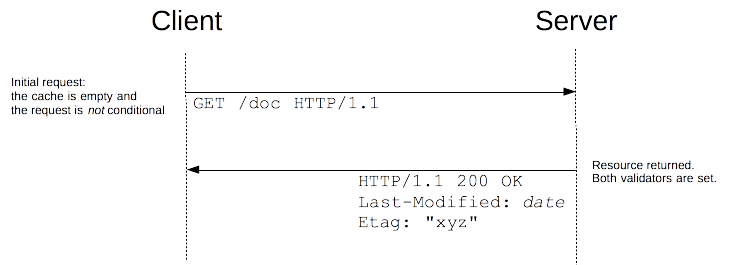 Client
Server
Initial request:
the cache is empty and
the request is not conditional
GET /doc HTTP/1.1
Resource returned.
Both validators are set.
HTTP/1.1 200 OK
Last-Modified: date
Etag: "xyz"